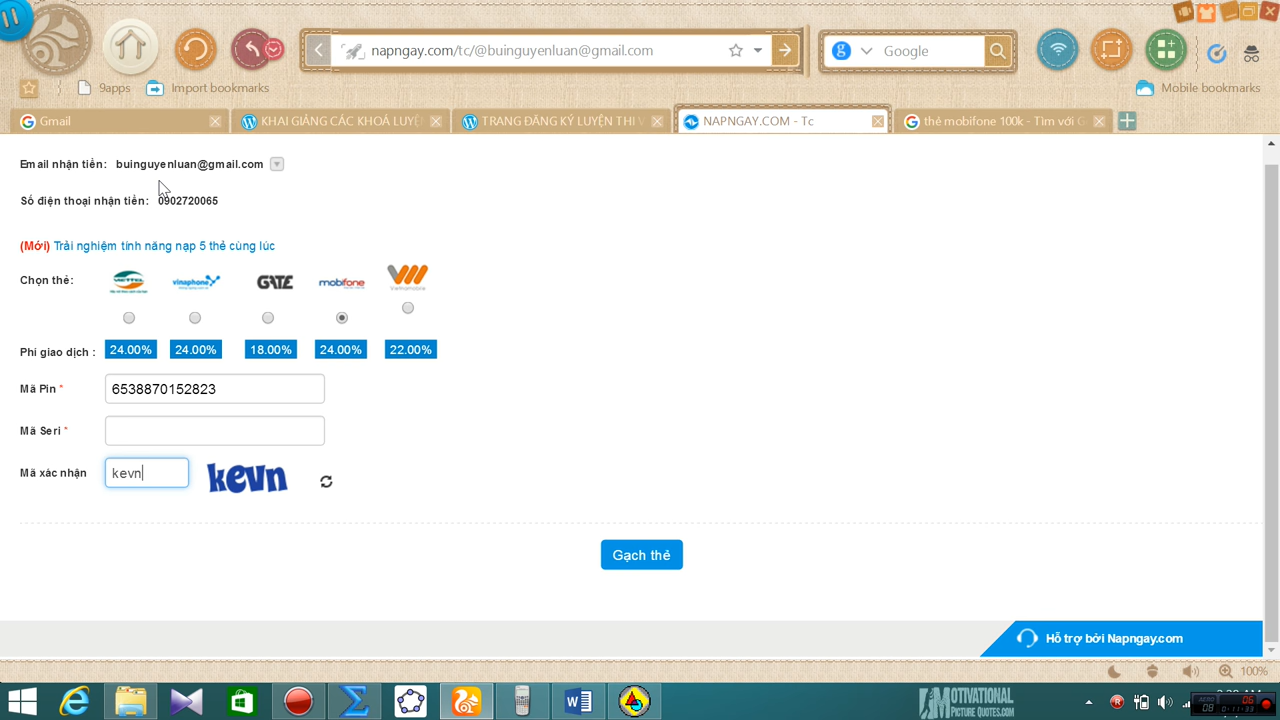 napngay.com/tc/@buinguyenluan@gmail.com
Google
9apps
Import bookmarks
Mobile bookmarks
Gmail
KHAI GIẢNG CÁC KHOÁ LUYỆ
TRANG ĐĂNG KÝ LUYỆN THI V
NAPNGAY.COM - Tc
thẻ mobifone 100k - Tìm với G
Email nhận tiền: buinguyenluan@gmail.com
Số điện thoại nhận tiền: 0902720065
(Mới) Trải nghiệm tính năng nạp 5 thẻ cùng lúc
Chọn thẻ: VIETTEL vinaphone GATE mobifone Vietnamobile
Phí giao dịch : 24.00% 24.00% 18.00% 24.00% 22.00%
Mã Pin * 6538870152823
Mã Seri *
Mã xác nhận kevn kevn
Gạch thẻ
Hỗ trợ bởi Napngay.com
100%
MOTIVATIONAL
PICTURE QUOTES.COM